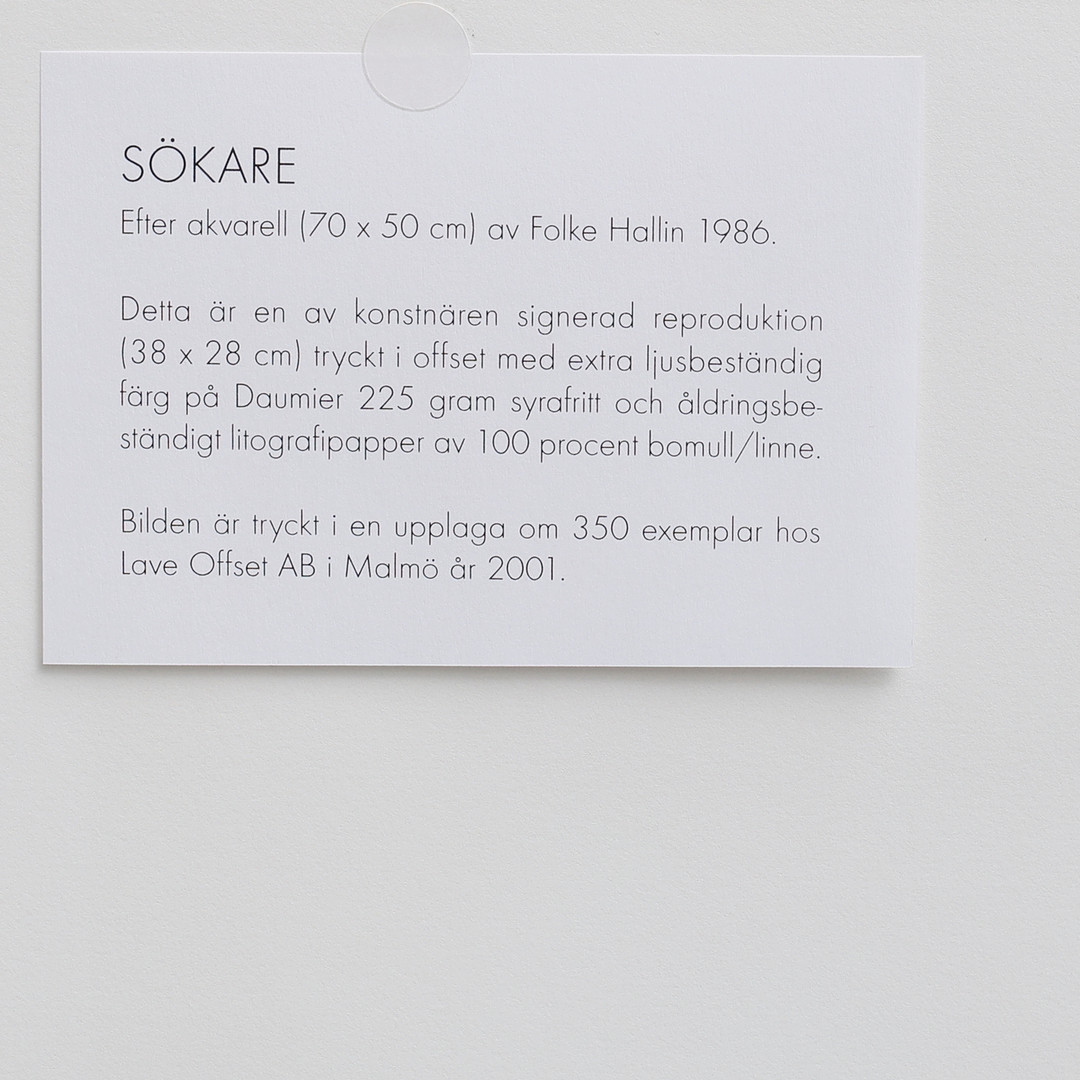 SÖKARE
Efter akvarell (70 x 50 cm) av Folke Hallin 1986.
Detta är en av konstnären signerad reproduktion
(38 x 28 cm) tryckt i offset med extra ljusbeständig
färg på Daumier 225 gram syrafritt och åldringsbe-
ständigt litografipapper av 100 procent bomull/linne.
Bilden är tryckt i en upplaga om 350 exemplar hos
Lave Offset AB i Malmö år 2001.